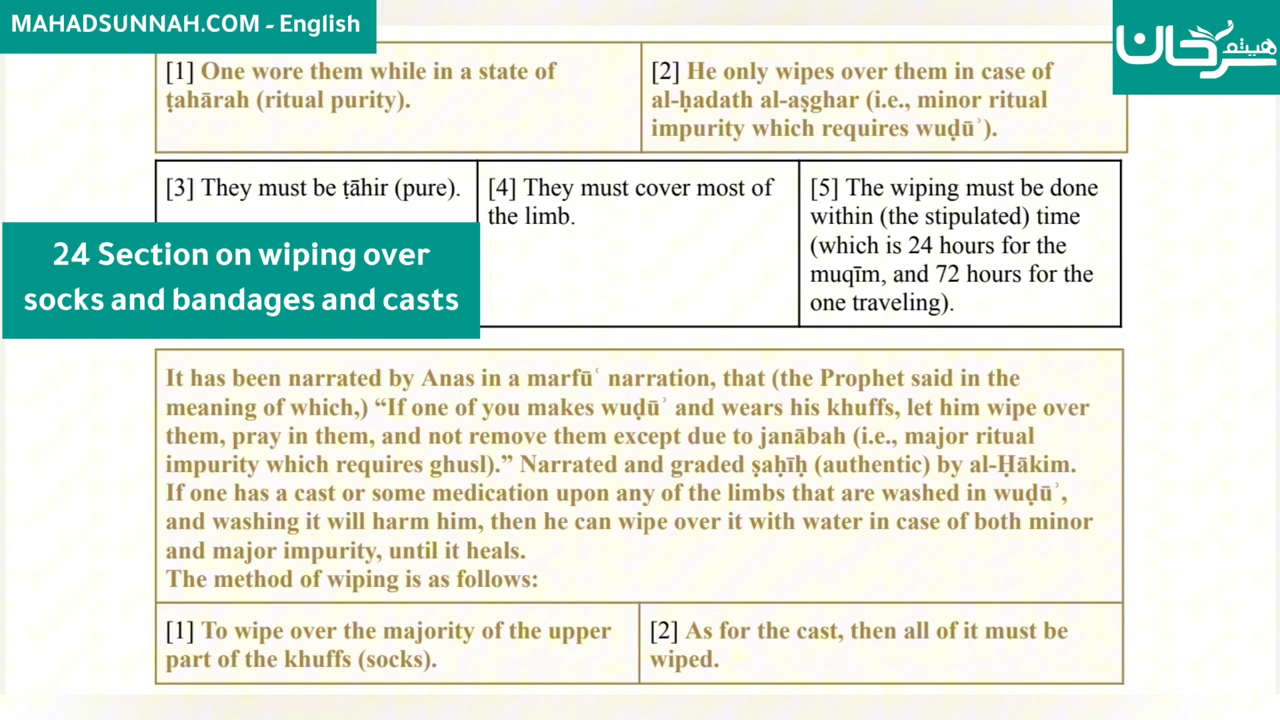 MAHADSUNNAH.COM - English
هيثم سرحان
[1] One wore them while in a state of
ṭahārah (ritual purity).
[2] He only wipes over them in case of
al-ḥadath al-aṣghar (i.e., minor ritual
impurity which requires wuḍūʾ).
[3] They must be ṭāhir (pure).
[4] They must cover most of
the limb.
[5] The wiping must be done
within (the stipulated) time
(which is 24 hours for the
muqīm, and 72 hours for the
one traveling).
24 Section on wiping over
socks and bandages and casts
It has been narrated by Anas in a marfūʿ narration, that (the Prophet said in the
meaning of which,) “If one of you makes wuḍūʾ and wears his khuffs, let him wipe over
them, pray in them, and not remove them except due to janābah (i.e., major ritual
impurity which requires ghusl).” Narrated and graded ṣaḥīḥ (authentic) by al-Ḥākim.
If one has a cast or some medication upon any of the limbs that are washed in wuḍūʾ,
and washing it will harm him, then he can wipe over it with water in case of both minor
and major impurity, until it heals.
The method of wiping is as follows:
[1] To wipe over the majority of the upper
part of the khuffs (socks).
[2] As for the cast, then all of it must be
wiped.